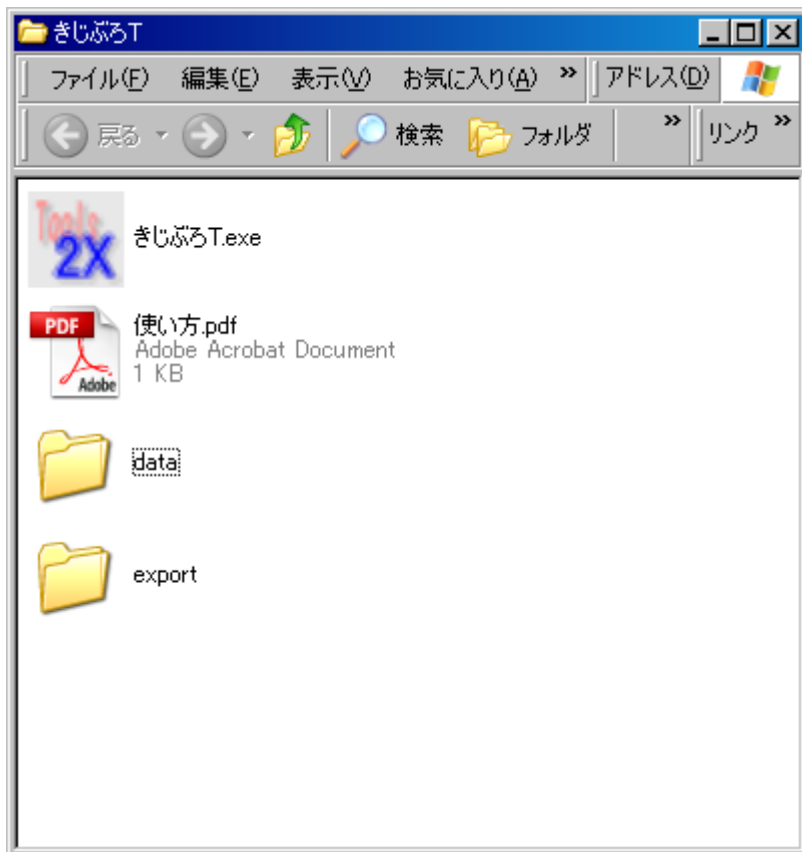 きじぶろT
ファイル(F) 編集(E) 表示(V) お気に入り(A) » アドレス(D)
戻る 検索 フォルダ » リンク »
Tools
2X
きじぶろT.exe
PDF
Adobe
使い方.pdf
Adobe Acrobat Document
1 KB
data
export